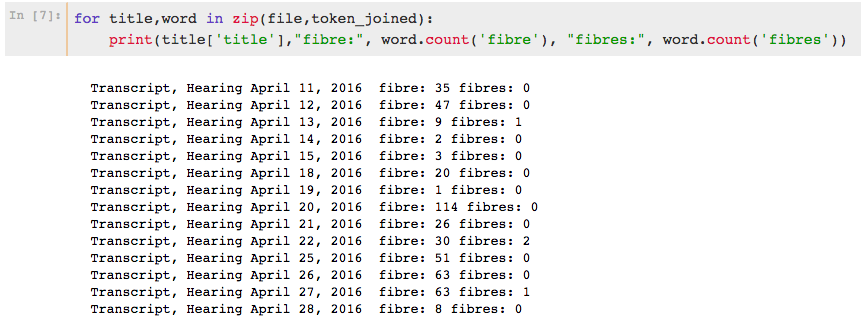 In [7]: for title,word in zip(file,token_joined):
print(title['title'],"fibre:", word.count('fibre'), "fibres:", word.count('fibres'))
Transcript, Hearing April 11, 2016 fibre: 35 fibres: 0
Transcript, Hearing April 12, 2016 fibre: 47 fibres: 0
Transcript, Hearing April 13, 2016 fibre: 9 fibres: 1
Transcript, Hearing April 14, 2016 fibre: 2 fibres: 0
Transcript, Hearing April 15, 2016 fibre: 3 fibres: 0
Transcript, Hearing April 18, 2016 fibre: 20 fibres: 0
Transcript, Hearing April 19, 2016 fibre: 1 fibres: 0
Transcript, Hearing April 20, 2016 fibre: 114 fibres: 0
Transcript, Hearing April 21, 2016 fibre: 26 fibres: 0
Transcript, Hearing April 22, 2016 fibre: 30 fibres: 2
Transcript, Hearing April 25, 2016 fibre: 51 fibres: 0
Transcript, Hearing April 26, 2016 fibre: 63 fibres: 0
Transcript, Hearing April 27, 2016 fibre: 63 fibres: 1
Transcript, Hearing April 28, 2016 fibre: 8 fibres: 0